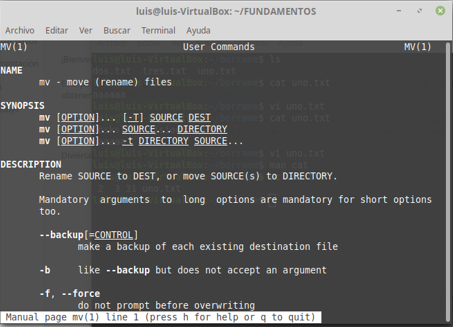 luis@luis-VirtualBox: ~/FUNDAMENTOS
Archivo Editar Ver Buscar Terminal Ayuda
MV(1) User Commands MV(1)
NAME
mv - move (rename) files
SYNOPSIS
mv [OPTION]... [-T] SOURCE DEST
mv [OPTION]... SOURCE... DIRECTORY
mv [OPTION]... -t DIRECTORY SOURCE...
DESCRIPTION
Rename SOURCE to DEST, or move SOURCE(s) to DIRECTORY.
Mandatory arguments to long options are mandatory for short options
too.
--backup[=CONTROL]
make a backup of each existing destination file
-b like --backup but does not accept an argument
-f, --force
do not prompt before overwriting
Manual page mv(1) line 1 (press h for help or q to quit)